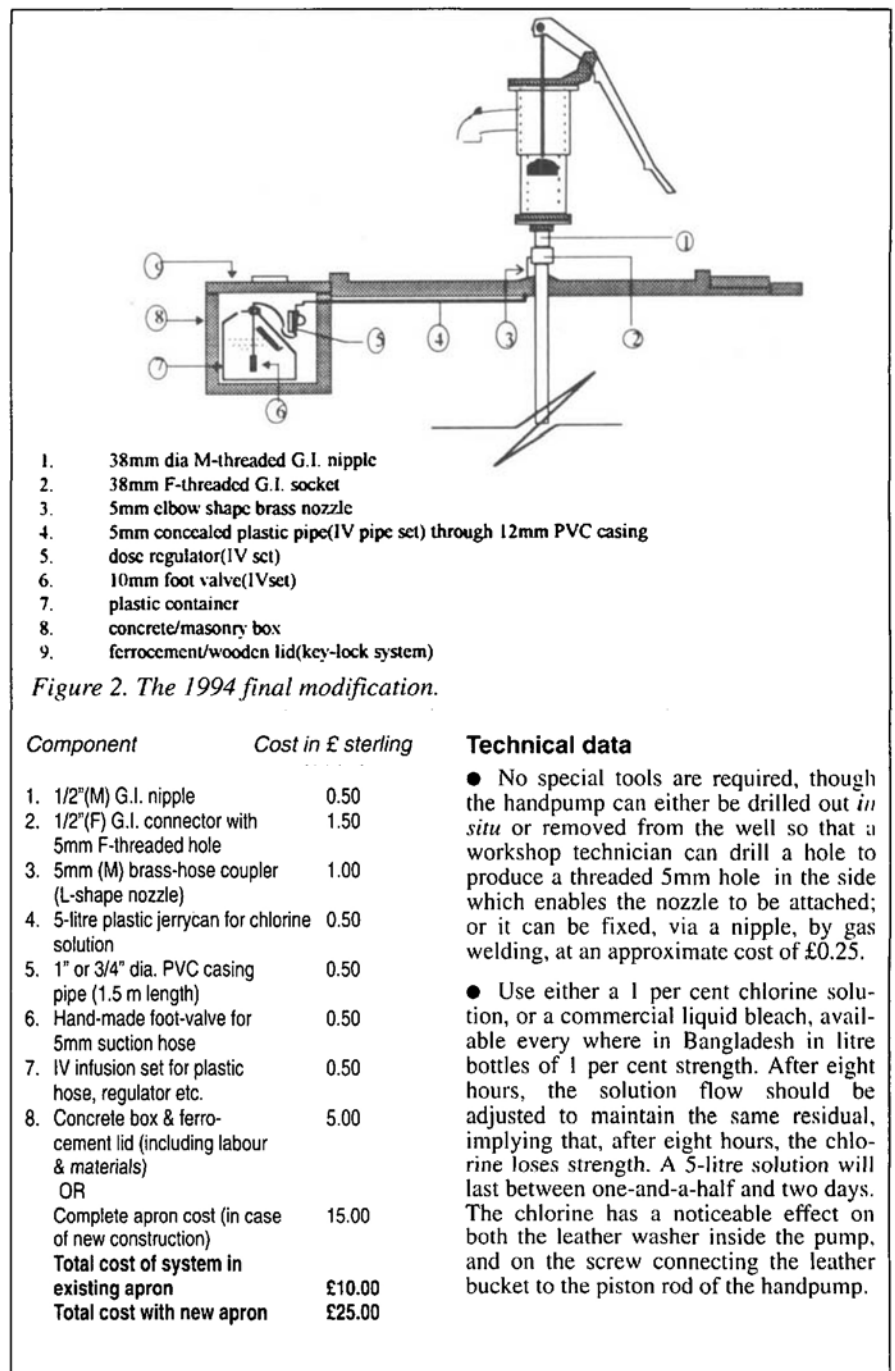 9
8
7
6
5
4
3
2
1
1. 38mm dia M-threaded G.I. nipple
2. 38mm F-threaded G.I. socket
3. 5mm elbow shape brass nozzle
4. 5mm concealed plastic pipe(IV pipe set) through 12mm PVC casing
5. dose regulator(IV set)
6. 10mm foot valve(IVset)
7. plastic container
8. concrete/masonry box
9. ferrocement/wooden lid(key-lock system)
Figure 2. The 1994 final modification.
Component Cost in £ sterling
1. 1/2"(M) G.I. nipple 0.50
2. 1/2"(F) G.I. connector with 1.50
5mm F-threaded hole
3. 5mm (M) brass-hose coupler 1.00
(L-shape nozzle)
4. 5-litre plastic jerrycan for chlorine 0.50
solution
5. 1" or 3/4" dia. PVC casing 0.50
pipe (1.5 m length)
6. Hand-made foot-valve for 0.50
5mm suction hose
7. IV infusion set for plastic 0.50
hose, regulator etc.
8. Concrete box & ferro- 5.00
cement lid (including labour
& materials)
OR
Complete apron cost (in case 15.00
of new construction)
Total cost of system in
existing apron £10.00
Total cost with new apron £25.00
Technical data
● No special tools are required, though
the handpump can either be drilled out in
situ or removed from the well so that a
workshop technician can drill a hole to
produce a threaded 5mm hole in the side
which enables the nozzle to be attached;
or it can be fixed, via a nipple, by gas
welding, at an approximate cost of £0.25.
● Use either a 1 per cent chlorine solu-
tion, or a commercial liquid bleach, avail-
able every where in Bangladesh in litre
bottles of 1 per cent strength. After eight
hours, the solution flow should be
adjusted to maintain the same residual,
implying that, after eight hours, the chlo-
rine loses strength. A 5-litre solution will
last between one-and-a-half and two days.
The chlorine has a noticeable effect on
both the leather washer inside the pump,
and on the screw connecting the leather
bucket to the piston rod of the handpump.